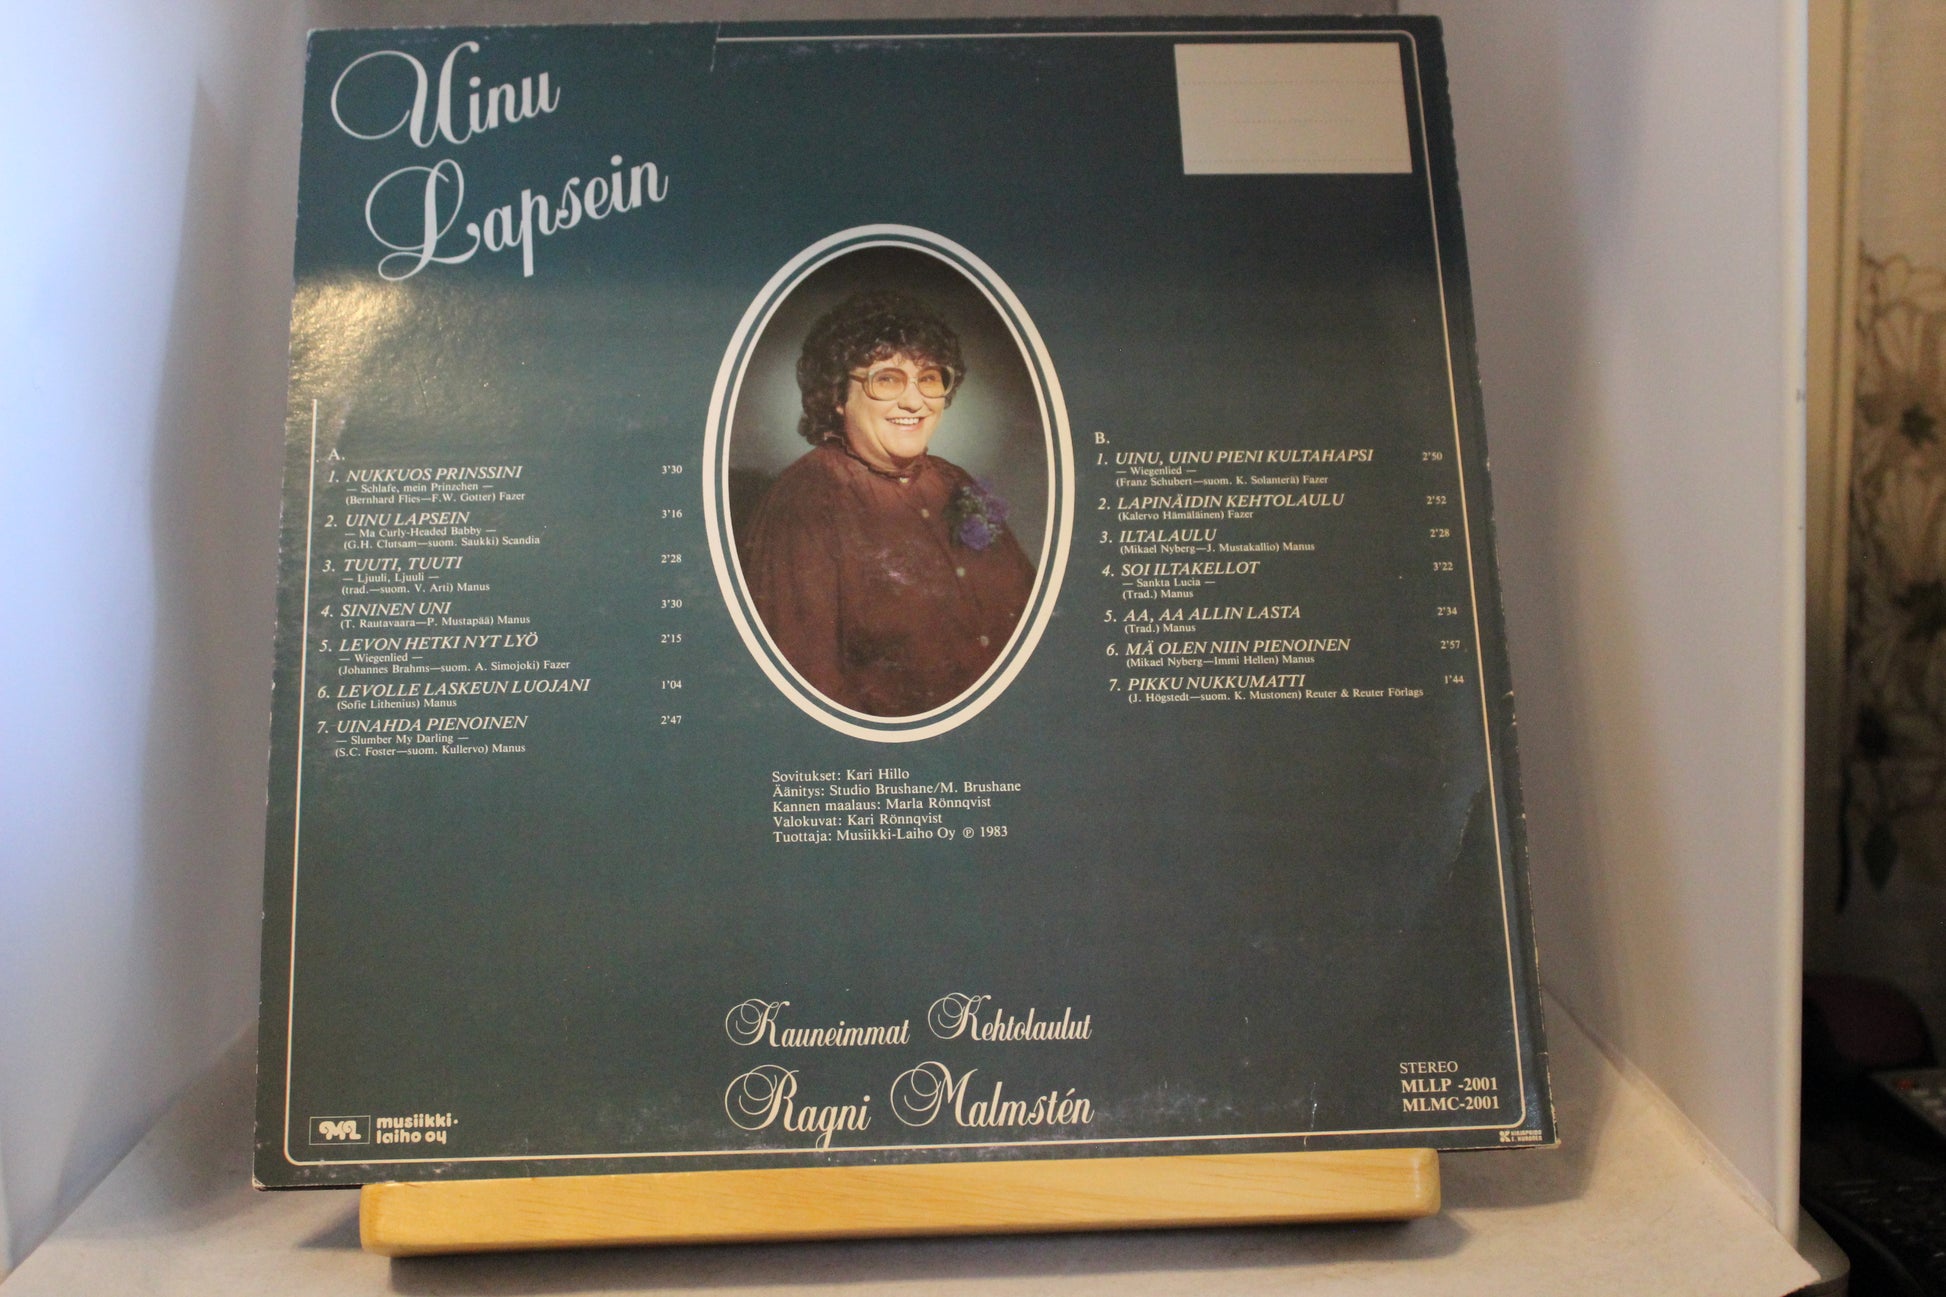 Uinu
Lapsein
A.
1. NUKKUOS PRINSSINI 3'30
— Schlafe, mein Prinzchen —
(Bernhard Flies—F.W. Gotter) Fazer
2. UINU LAPSEIN 3'16
— Ma Curly-Headed Babby —
(G.H. Clutsam—suom. Saukki) Scandia
3. TUUTI, TUUTI 2'28
— Ljuuli, Ljuuli —
(trad.—suom. V. Arti) Manus
4. SININEN UNI 3'30
(T. Rautavaara—P. Mustapää) Manus
5. LEVON HETKI NYT LYÖ 2'15
— Wiegenlied —
(Johannes Brahms—suom. A. Simojoki) Fazer
6. LEVOLLE LASKEUN LUOJANI 1'04
(Sofie Lithenius) Manus
7. UINAHDA PIENOINEN 2'47
— Slumber My Darling —
(S.C. Foster—suom. Kullervo) Manus
B.
1. UINU, UINU PIENI KULTAHAPSI 2'50
— Wiegenlied —
(Franz Schubert—suom. K. Solanterä) Fazer
2. LAPINÄIDIN KEHTOLAULU 2'52
(Kalervo Hämäläinen) Fazer
3. ILTALAULU 2'28
(Mikael Nyberg—J. Mustakallio) Manus
4. SOI ILTAKELLOT 3'22
— Sankta Lucia —
(Trad.) Manus
5. AA, AA ALLIN LASTA 2'34
(Trad.) Manus
6. MÄ OLEN NIIN PIENOINEN 2'57
(Mikael Nyberg—Immi Hellen) Manus
7. PIKKU NUKKUMATTI 1'44
(J. Högstedt—suom. K. Mustonen) Reuter & Reuter Förlags
Sovitukset: Kari Hillo
Äänitys: Studio Brushane/M. Brushane
Kannen maalaus: Marla Rönnqvist
Valokuvat: Kari Rönnqvist
Tuottaja: Musiikki-Laiho Oy ℗ 1983
Kauneimmat Kehtolaulut
Ragni Malmstén
STEREO
MLLP -2001
MLMC-2001
ML musiikki-
laiho oy
KIRJAPAINO
E. NURONEN